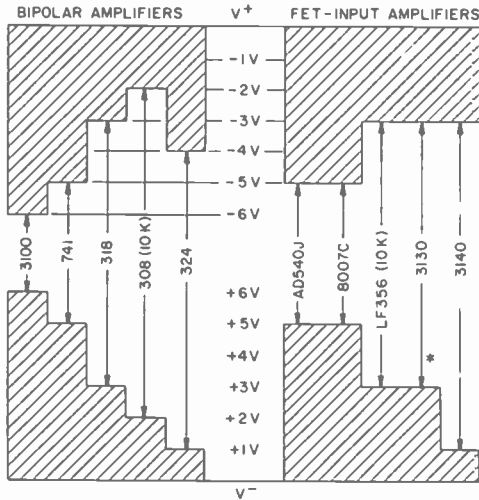 BIPOLAR AMPLIFIERS V+ FET-INPUT AMPLIFIERS
-1V
-2V
-3V
-4V
-5V
-6V
3100
741
318
308 (10K)
324
AD540J
8007C
LF356 (10K)
3130
3140
+6V
+5V
+4V
*
+3V
+2V
+1V
V-